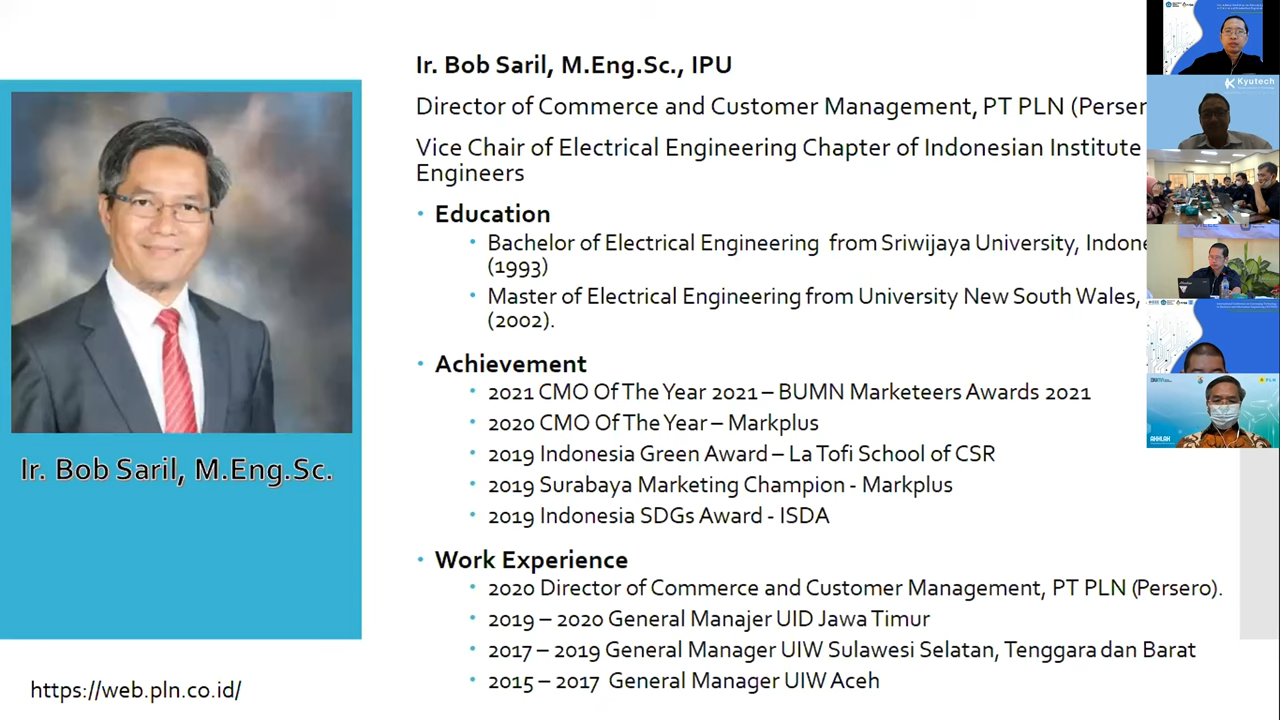 Ir. Bob Saril, M.Eng.Sc., IPU
Director of Commerce and Customer Management, PT PLN
Vice Chair of Electrical Engineering Chapter of Indonesian Institute
Engineers
• Education
• Bachelor of Electrical Engineering from Sriwijaya University,
(1993)
• Master of Electrical Engineering from University New South Wales,
(2002).
• Achievement
• 2021 CMO Of The Year 2021 – BUMN Marketeers Awards 2021
• 2020 CMO Of The Year – Markplus
• 2019 Indonesia Green Award – La Tofi School of CSR
• 2019 Surabaya Marketing Champion - Markplus
• 2019 Indonesia SDGs Award - ISDA
• Work Experience
• 2020 Director of Commerce and Customer Management, PT PLN (Persero).
• 2019 – 2020 General Manajer UID Jawa Timur
• 2017 – 2019 General Manager UIW Sulawesi Selatan, Tenggara dan Barat
• 2015 – 2017 General Manager UIW Aceh
Ir. Bob Saril, M.Eng.Sc.
https://web.pln.co.id/
Kyutech
AKHLAK
PLN